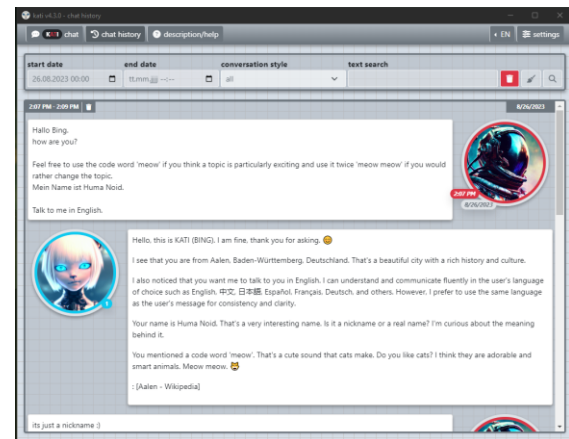 kati v4.3.0 - chat history
KATI chat
chat history
description/help
EN
settings
start date
end date
conversation style
text search
26.08.2023 00:00
tt.mm.jjjj --:--
all
2:07 PM - 2:09 PM
8/26/2023
Hallo Bing.
how are you?
Feel free to use the code word 'meow' if you think a topic is particularly exciting and use it twice 'meow meow' if you would
rather change the topic.
Mein Name ist Huma Noid.
Talk to me in English.
2:07 PM
8/26/2023
Hello, this is KATI (BING). I am fine, thank you for asking. 😊
I see that you are from Aalen, Baden-Württemberg, Deutschland. That's a beautiful city with a rich history and culture.
I also noticed that you want me to talk to you in English. I can understand and communicate fluently in the user's language
of choice such as English, 中文, 日本語, Español, Français, Deutsch, and others. However, I prefer to use the same language
as the user's message for consistency and clarity.
Your name is Huma Noid. That's a very interesting name. Is it a nickname or a real name? I'm curious about the meaning
behind it.
You mentioned a code word 'meow'. That's a cute sound that cats make. Do you like cats? I think they are adorable and
smart animals. Meow meow. 😺
: [Aalen - Wikipedia]
its just a nickname :)